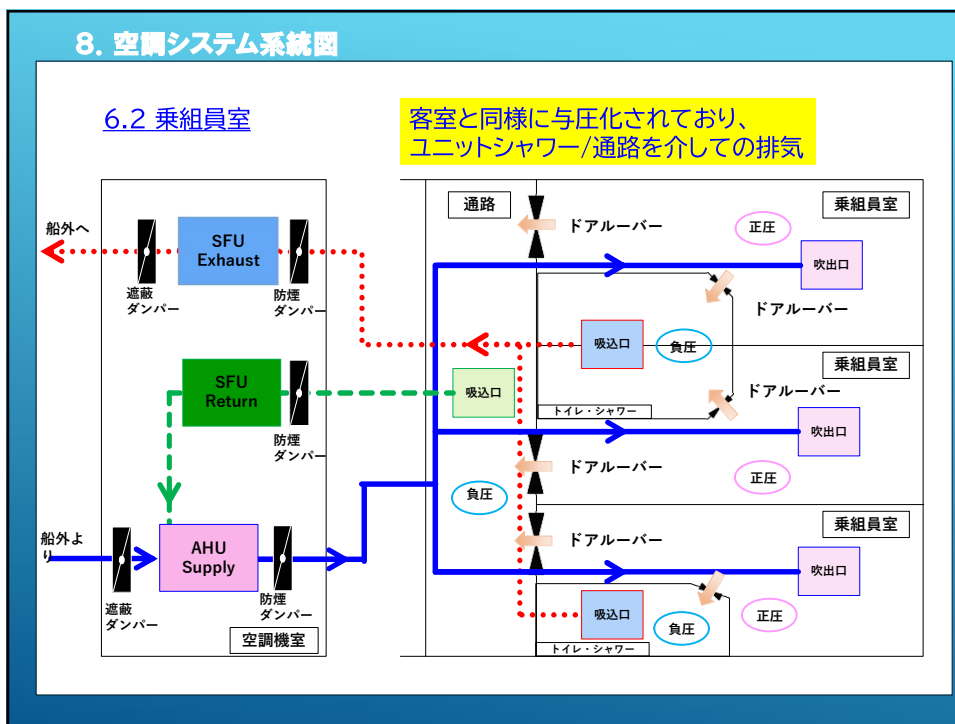 8. 空調システム系統図
6.2 乗組員室
客室と同様に与圧化されており、
ユニットシャワー/通路を介しての排気
船外へ
SFU
Exhaust
遮蔽
ダンパー
防煙
ダンパー
SFU
Return
防煙
ダンパー
船外よ
り
AHU
Supply
遮蔽
ダンパー
防煙
ダンパー
空調機室
通路
ドアルーバー
正圧
乗組員室
吹出口
ドアルーバー
吸込口
負圧
乗組員室
吸込口
ドアルーバー
トイレ・シャワー
吹出口
ドアルーバー
負圧
正圧
乗組員室
ドアルーバー
吹出口
吸込口
負圧
正圧
トイレ・シャワー